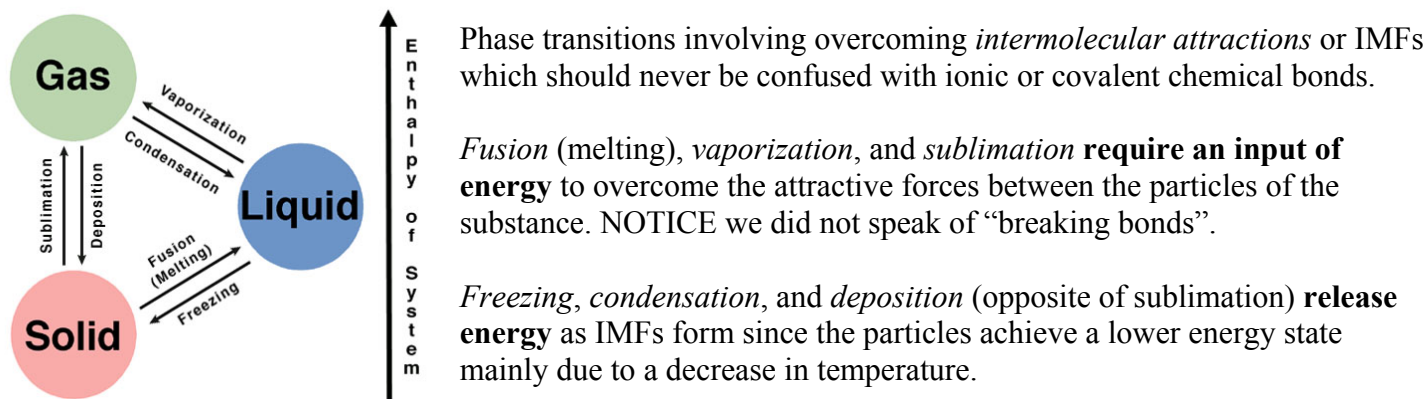 Gas
Vaporization
Condensation
Sublimation
Deposition
Liquid
Fusion
(Melting)
Freezing
Solid
Enthalpy of System
Phase transitions involving overcoming intermolecular attractions or IMFs
which should never be confused with ionic or covalent chemical bonds.
Fusion (melting), vaporization, and sublimation require an input of
energy to overcome the attractive forces between the particles of the
substance. NOTICE we did not speak of “breaking bonds”.
Freezing, condensation, and deposition (opposite of sublimation) release
energy as IMFs form since the particles achieve a lower energy state
mainly due to a decrease in temperature.